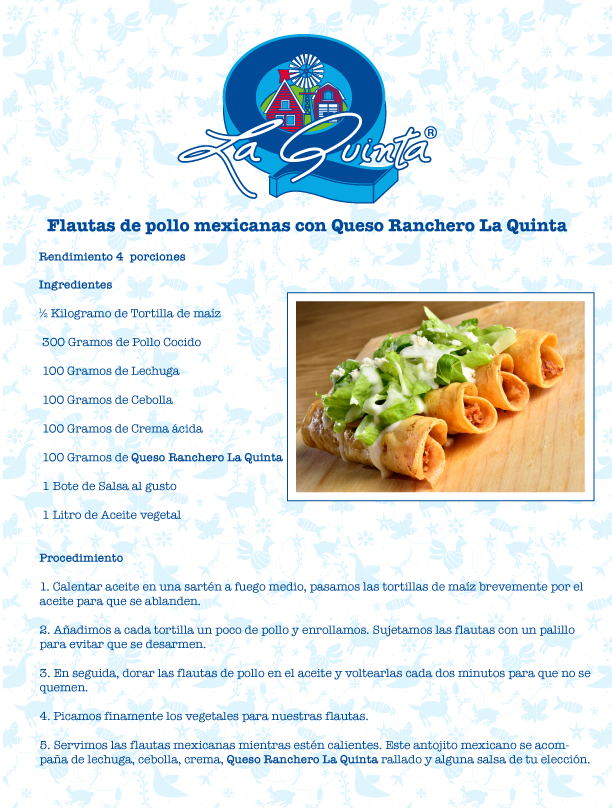 La Quinta®
Flautas de pollo mexicanas con Queso Ranchero La Quinta
Rendimiento 4 porciones
Ingredientes
½ Kilogramo de Tortilla de maíz
300 Gramos de Pollo Cocido
100 Gramos de Lechuga
100 Gramos de Cebolla
100 Gramos de Crema ácida
100 Gramos de Queso Ranchero La Quinta
1 Bote de Salsa al gusto
1 Litro de Aceite vegetal
Procedimiento
1. Calentar aceite en una sartén a fuego medio, pasamos las tortillas de maíz brevemente por el
aceite para que se ablanden.
2. Añadimos a cada tortilla un poco de pollo y enrollamos. Sujetamos las flautas con un palillo
para evitar que se desarmen.
3. En seguida, dorar las flautas de pollo en el aceite y voltearlas cada dos minutos para que no se
quemen.
4. Picamos finamente los vegetales para nuestras flautas.
5. Servimos las flautas mexicanas mientras estén calientes. Este antojito mexicano se acom-
paña de lechuga, cebolla, crema, Queso Ranchero La Quinta rallado y alguna salsa de tu elección.